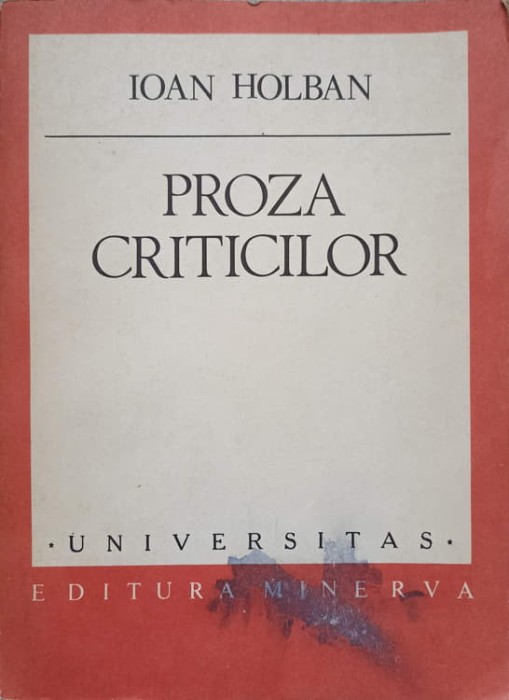 IOAN HOLBAN
PROZA
CRITICILOR
· UNIVERSITAS ·
EDITURA MINERVA